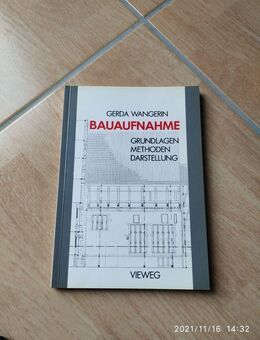 GERDA WANGERIN
BAUAUFNAHME
GRUNDLAGEN
METHODEN
DARSTELLUNG
VIEWEG
2021/11/16 14:32